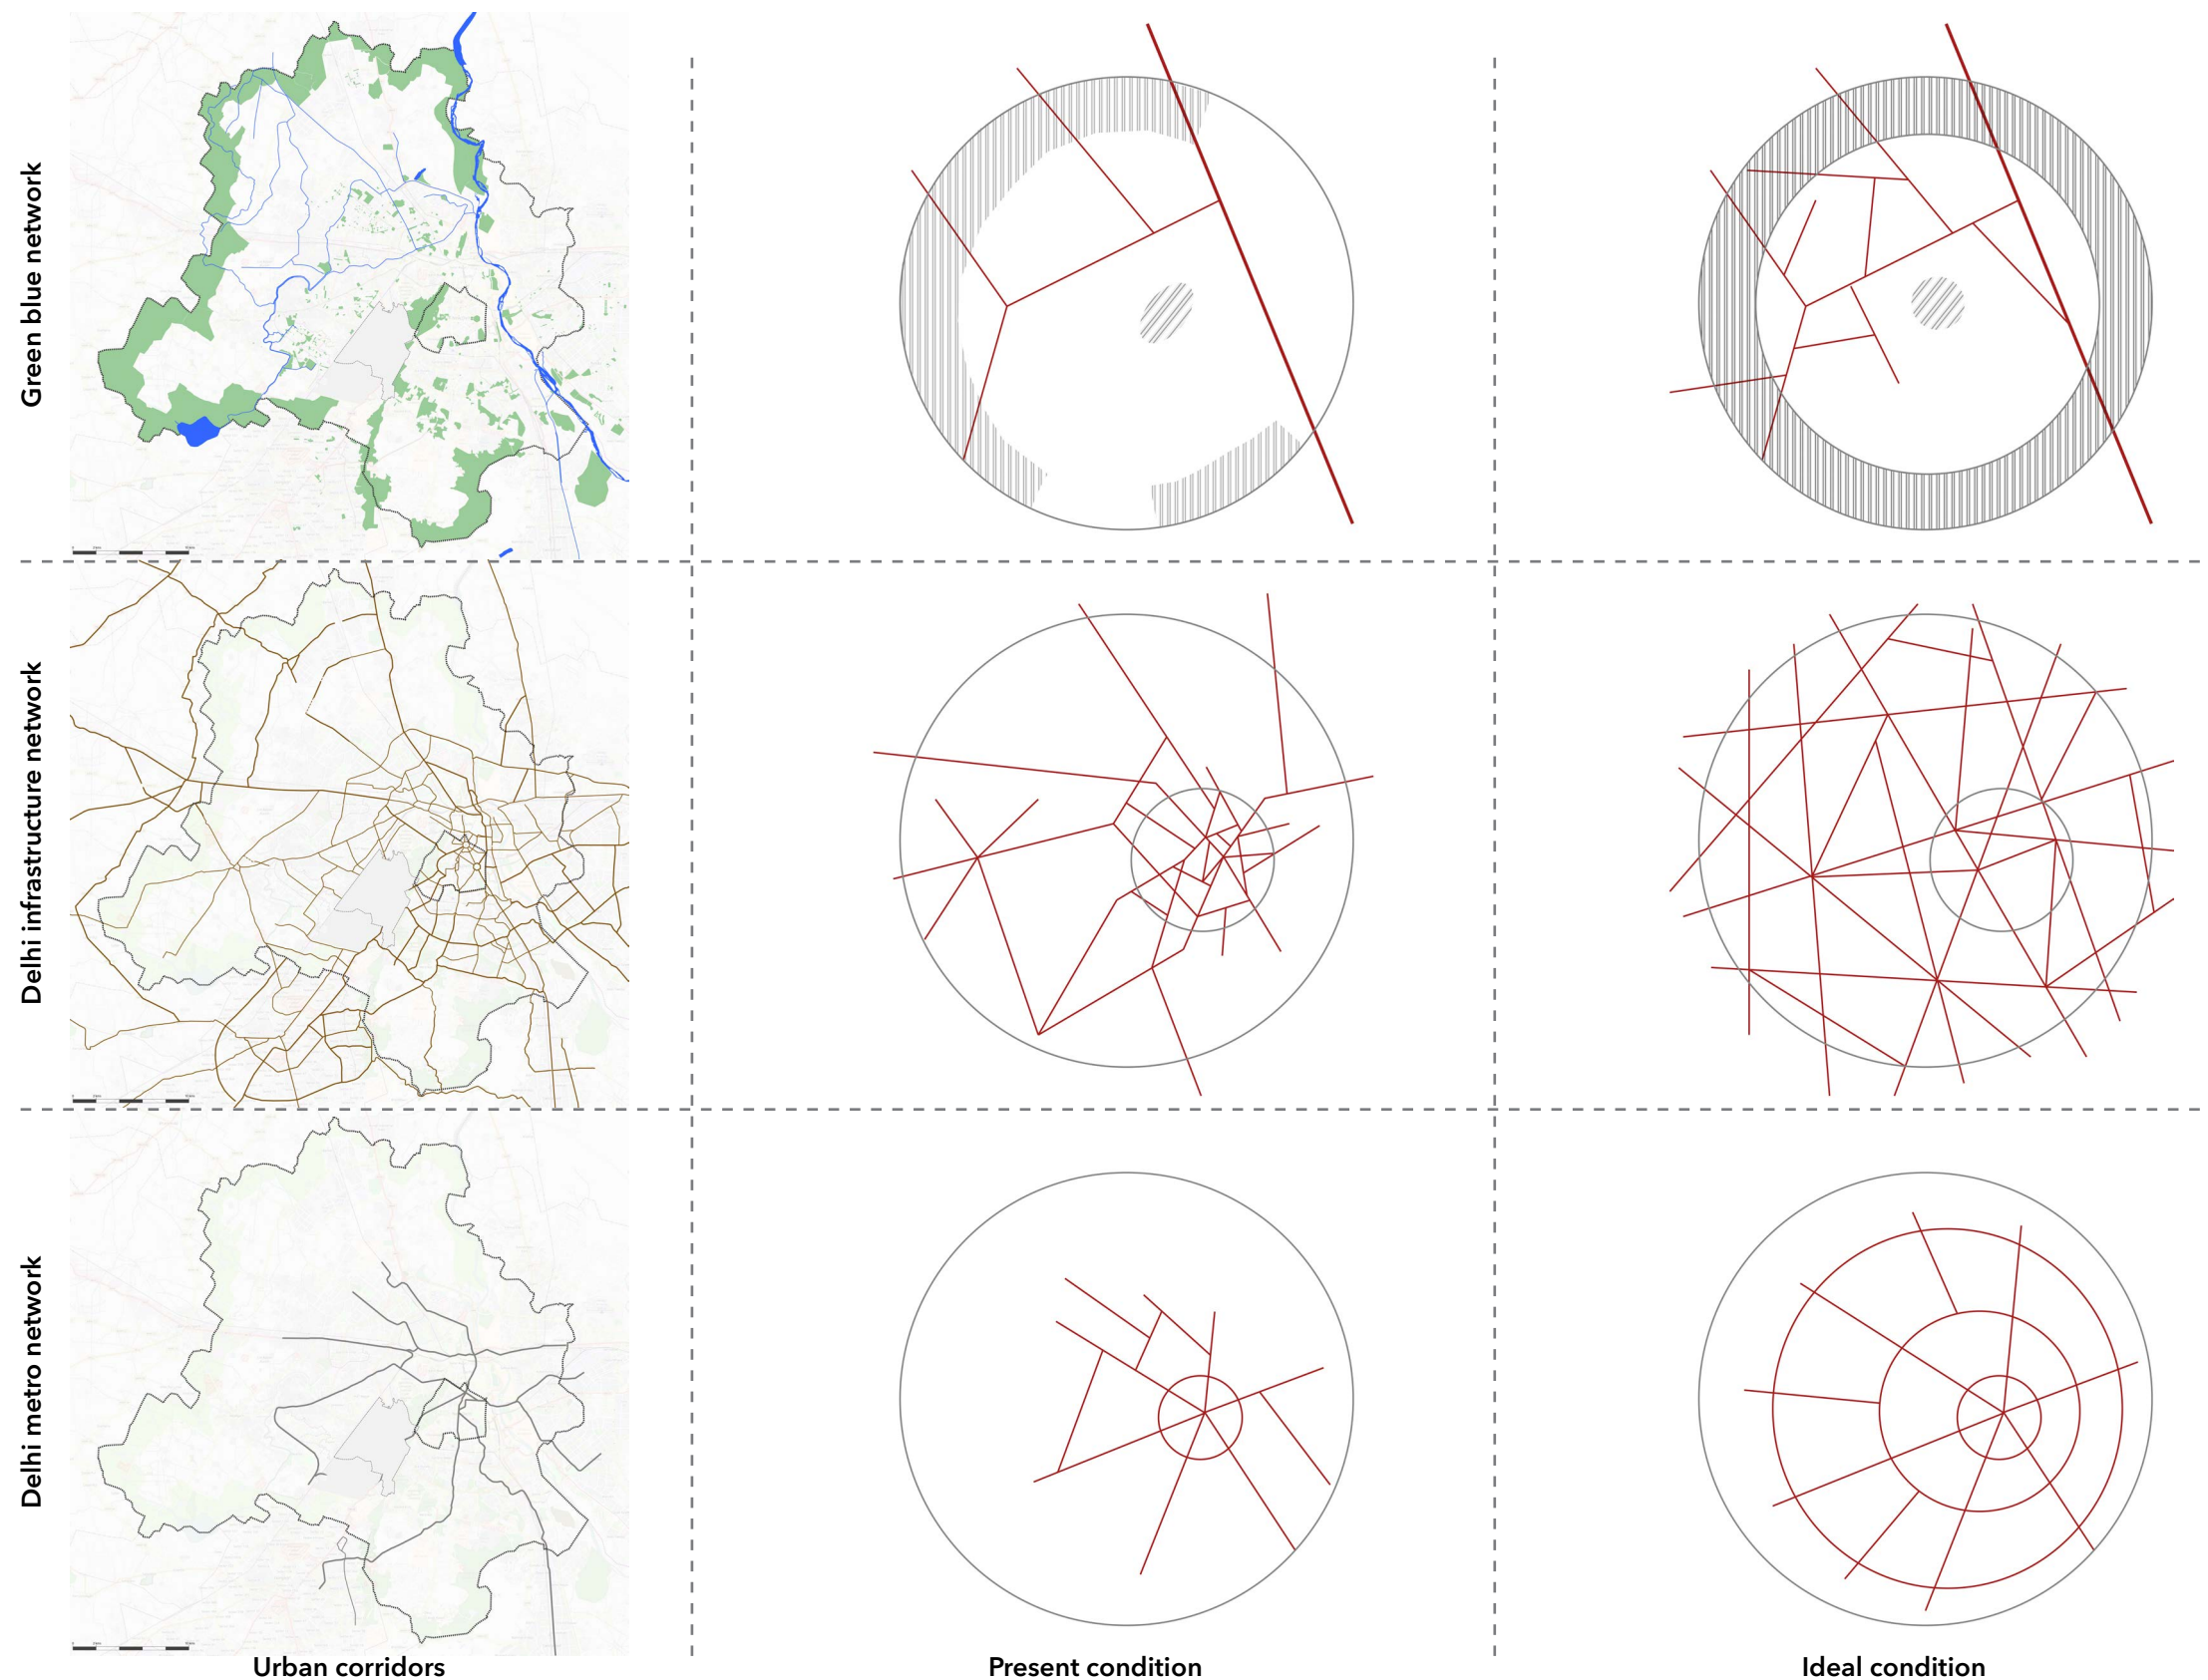 Green blue network
Delhi infrastructure network
Delhi metro network
Urban corridors
Present condition
Ideal condition